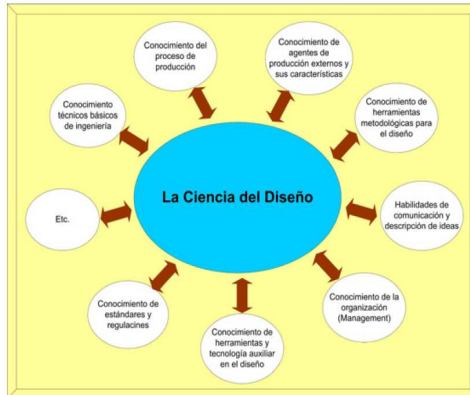 Conocimiento del
proceso de
producción
Conocimiento de
agentes de
producción externos y
sus características
Conocimiento
técnicos básicos
de ingeniería
Conocimiento de
herramientas
metodológicas para
el diseño
La Ciencia del Diseño
Etc.
Habilidades de
comunicación y
descripción de ideas
Conocimiento de
estándares y
regulacines
Conocimiento de la
organización
(Management)
Conocimiento de
herramientas y
tecnología auxiliar
en el diseño